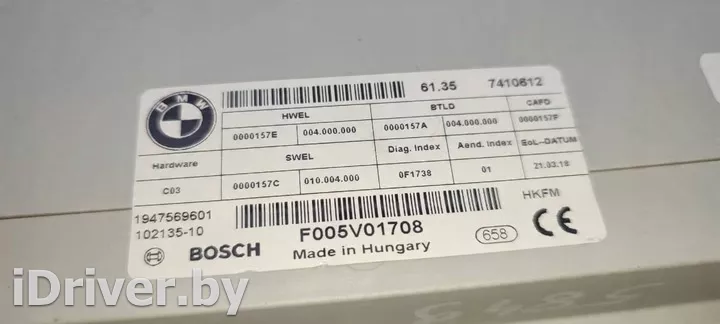 BMW
61.35 7410612
HWEL BTLD CAFD
0000157E 004.000.000 0000157A 004.000.000 0000157F
Hardware SWEL Diag. Index Aend. Index EoL-DATUM
C03 0000157C 010.004.000 0F1738 01 21.03.18
1947569601
102135-10
HKFM
BOSCH F005V01708 658 CE
Made in Hungary
iDriver.by